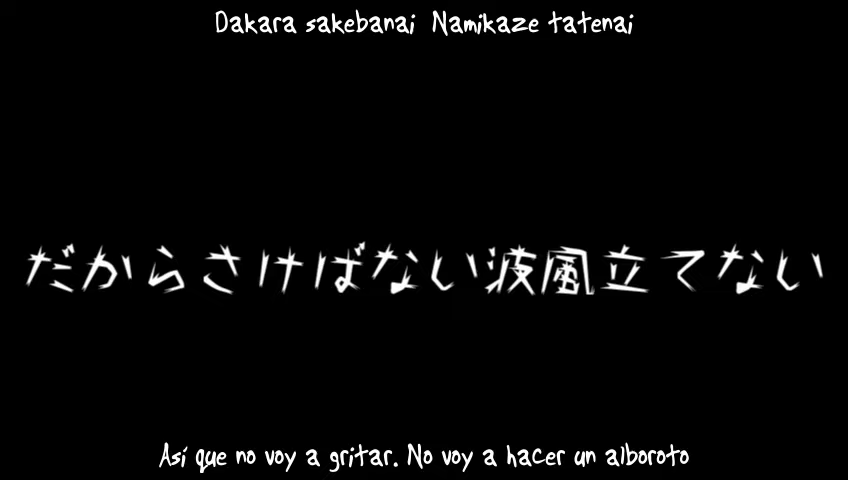 Dakara sakebanai Namikaze tatenai
だからさけばない波風立てない
Así que no voy a gritar. No voy a hacer un alboroto